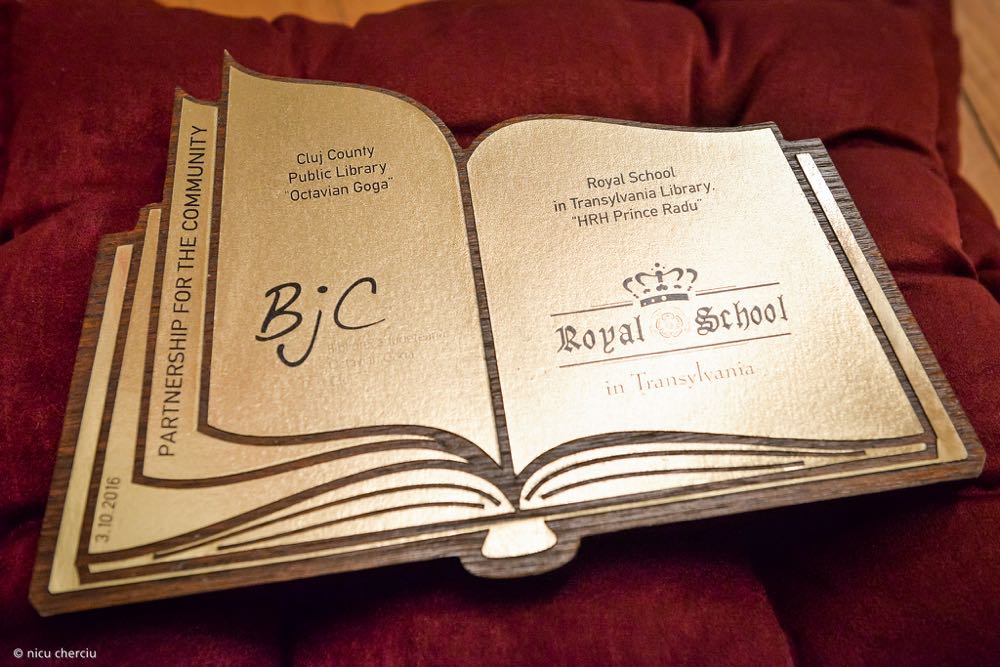 PARTNERSHIP FOR THE COMMUNITY
3.10.2016
Cluj County
Public Library
"Octavian Goga"
BjC
Royal School
in Transylvania Library.
"HRH Prince Radu"
Royal School
in Transylvania
© nicu cherciu